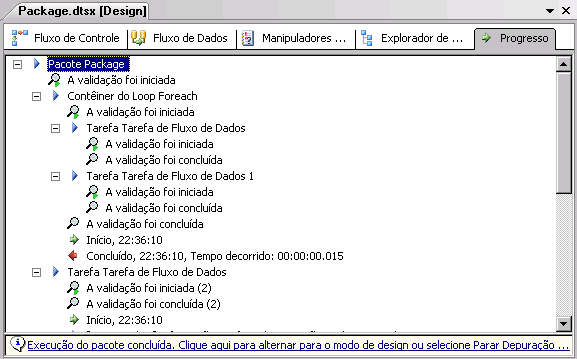 Package.dtsx [Design]
Fluxo de Controle Fluxo de Dados Manipuladores ... Explorador de ... Progresso
Pacote Package
A validação foi iniciada
Contêiner do Loop Foreach
A validação foi iniciada
Tarefa Tarefa de Fluxo de Dados
A validação foi iniciada
A validação foi concluída
Tarefa Tarefa de Fluxo de Dados 1
A validação foi iniciada
A validação foi concluída
A validação foi concluída
Início, 22:36:10
Concluído, 22:36:10, Tempo decorrido: 00:00:00.015
Tarefa Tarefa de Fluxo de Dados
A validação foi iniciada (2)
A validação foi concluída (2)
Início, 22:36:10
Execução do pacote concluída. Clique aqui para alternar para o modo de design ou selecione Parar Depuração ...